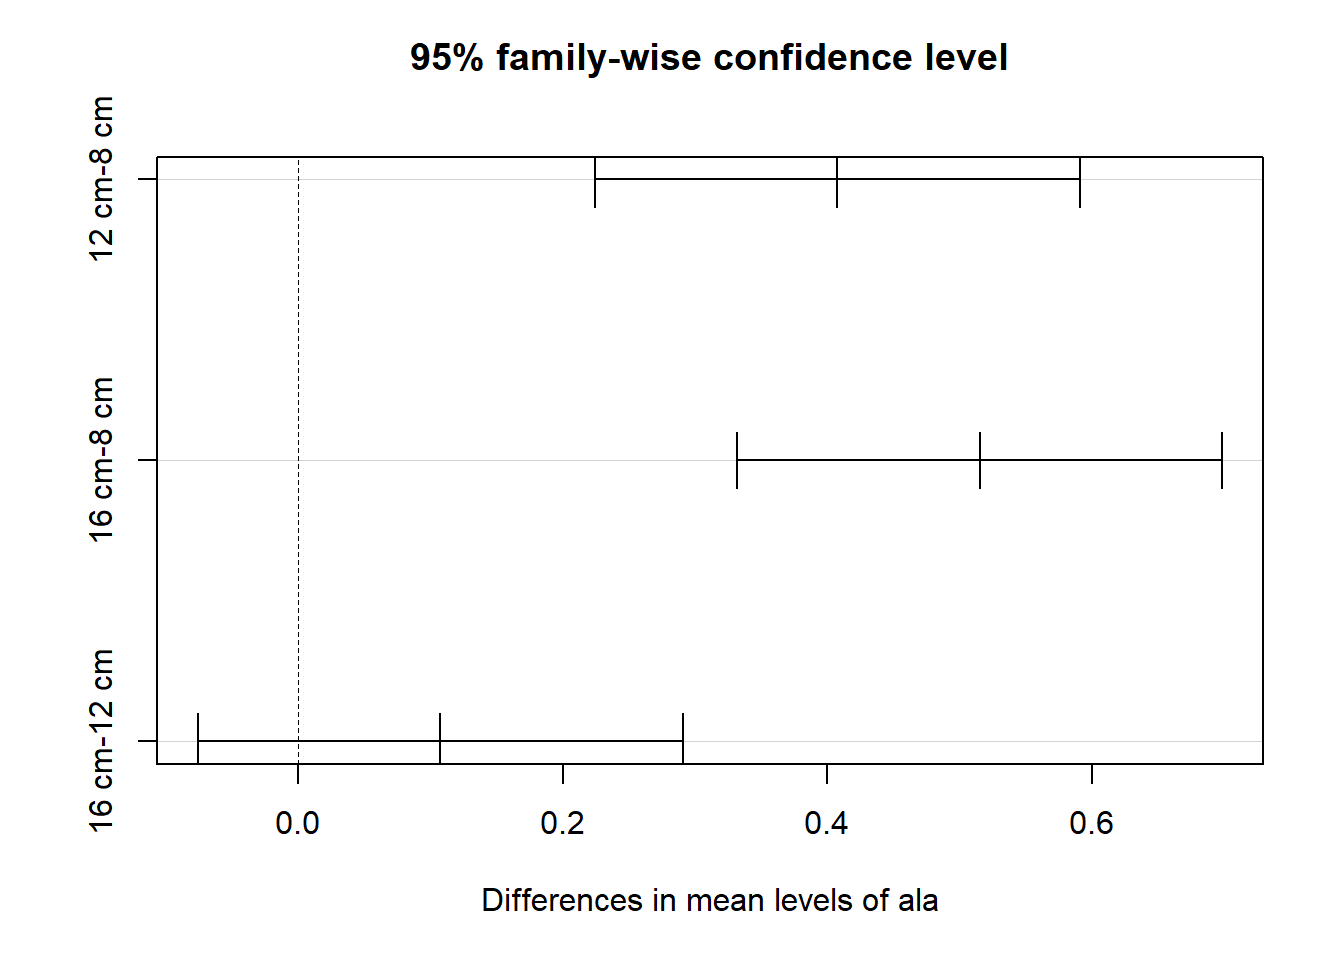 95% family-wise confidence level
12 cm-8 cm
16 cm-8 cm
16 cm-12 cm
0.0 0.2 0.4 0.6
Differences in mean levels of ala